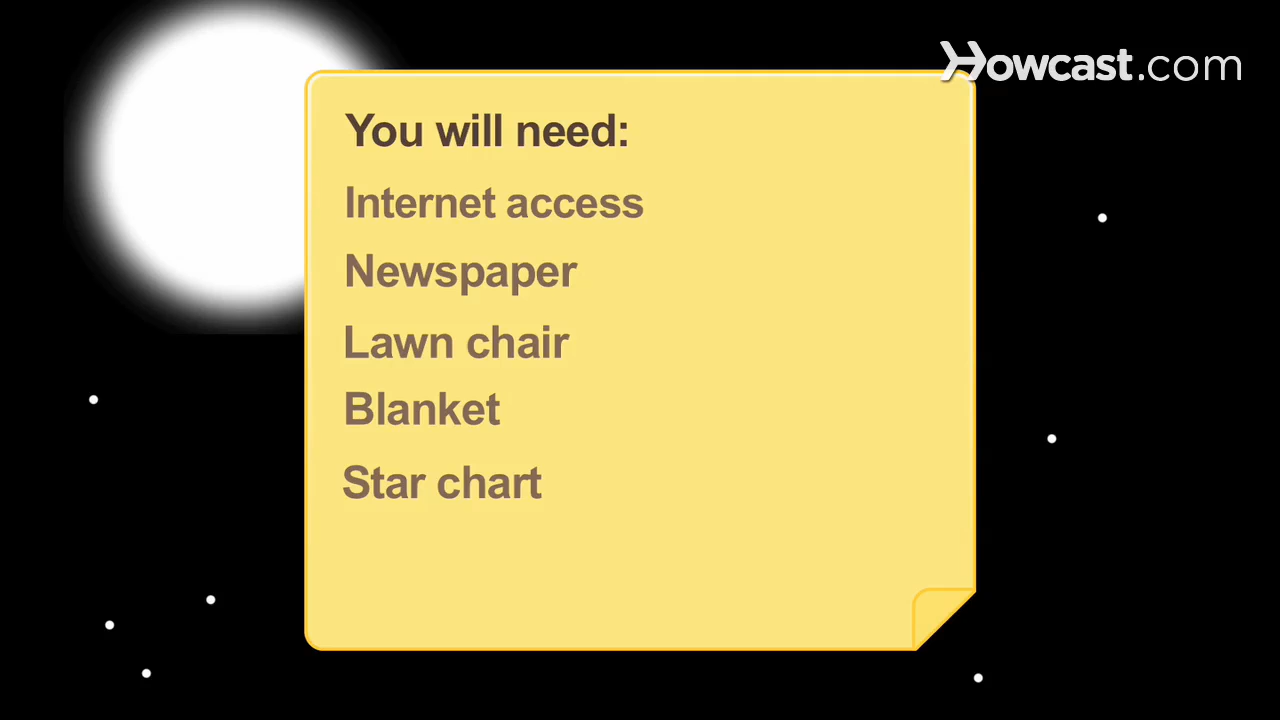 Howcast.com
You will need:
Internet access
Newspaper
Lawn chair
Blanket
Star chart